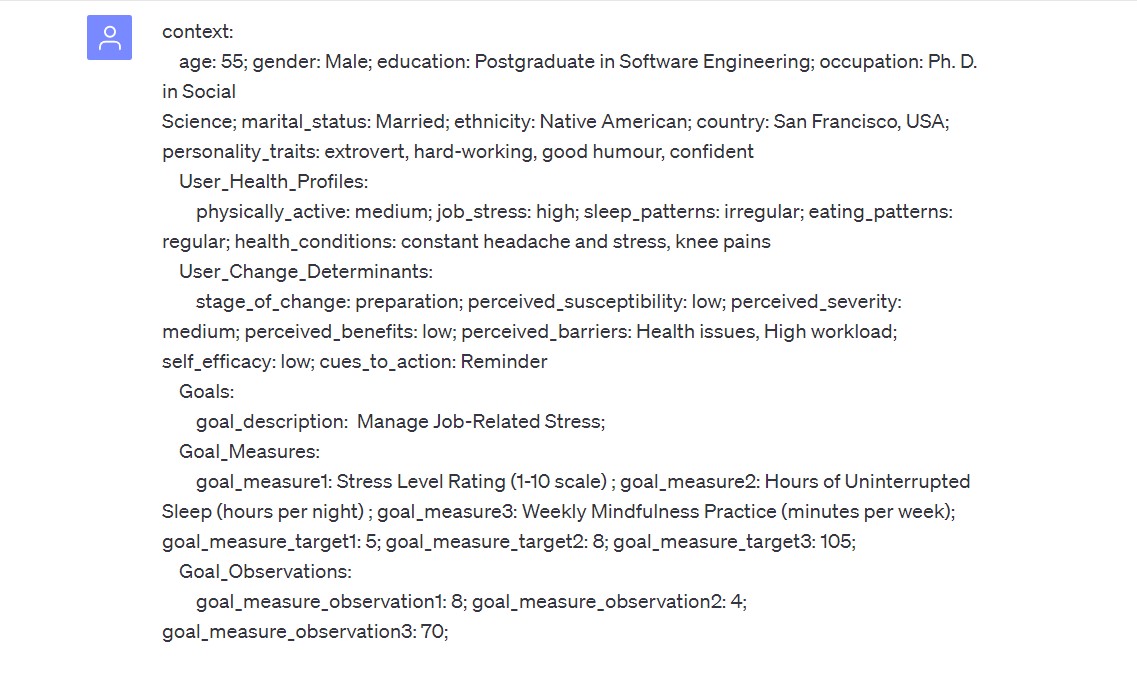 context:
age: 55; gender: Male; education: Postgraduate in Software Engineering; occupation: Ph. D.
in Social
Science; marital_status: Married; ethnicity: Native American; country: San Francisco, USA;
personality_traits: extrovert, hard-working, good humour, confident
User_Health_Profiles:
physically_active: medium; job_stress: high; sleep_patterns: irregular; eating_patterns:
regular; health_conditions: constant headache and stress, knee pains
User_Change_Determinants:
stage_of_change: preparation; perceived_susceptibility: low; perceived_severity:
medium; perceived_benefits: low; perceived_barriers: Health issues, High workload;
self_efficacy: low; cues_to_action: Reminder
Goals:
goal_description:  Manage Job-Related Stress;
Goal_Measures:
goal_measure1: Stress Level Rating (1-10 scale) ; goal_measure2: Hours of Uninterrupted
Sleep (hours per night) ; goal_measure3: Weekly Mindfulness Practice (minutes per week);
goal_measure_target1: 5; goal_measure_target2: 8; goal_measure_target3: 105;
Goal_Observations:
goal_measure_observation1: 8; goal_measure_observation2: 4;
goal_measure_observation3: 70;